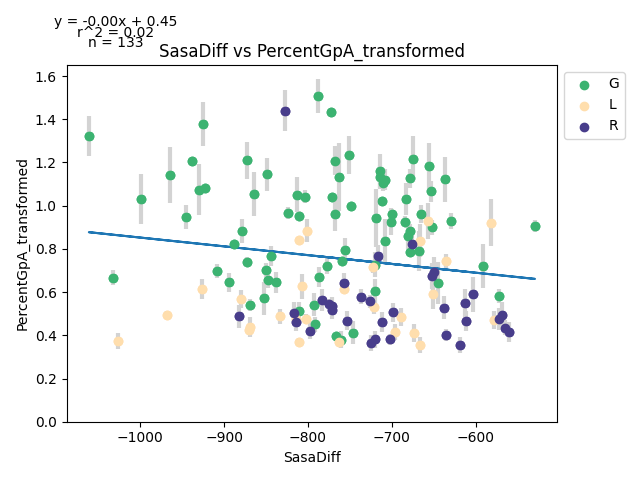 y = -0.00x + 0.45
r^2 = 0.02
n = 133
SasaDiff vs PercentGpA_transformed
G
L
R
PercentGpA_transformed
1.6
1.4
1.2
1.0
0.8
0.6
0.4
0.2
0.0
−1000 −900 −800 −700 −600
SasaDiff